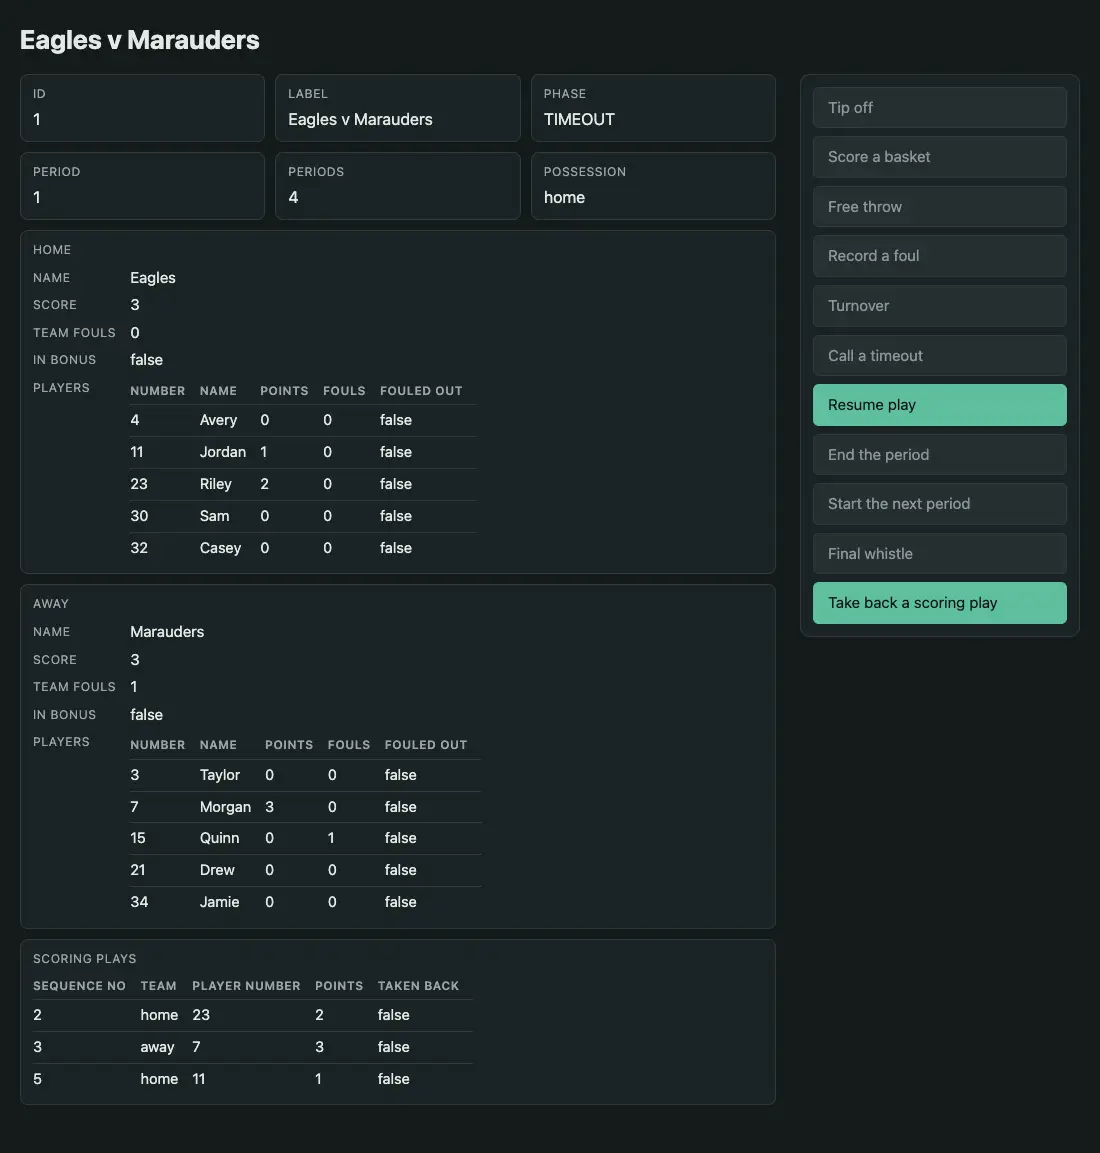 Eagles v Marauders
ID
1
LABEL
Eagles v Marauders
PHASE
TIMEOUT
PERIOD
1
PERIODS
4
POSSESSION
home
HOME
NAME Eagles
SCORE 3
TEAM FOULS 0
IN BONUS false
PLAYERS
NUMBER NAME POINTS FOULS FOULED OUT
4 Avery 0 0 false
11 Jordan 1 0 false
23 Riley 2 0 false
30 Sam 0 0 false
32 Casey 0 0 false
AWAY
NAME Marauders
SCORE 3
TEAM FOULS 1
IN BONUS false
PLAYERS
NUMBER NAME POINTS FOULS FOULED OUT
3 Taylor 0 0 false
7 Morgan 3 0 false
15 Quinn 0 1 false
21 Drew 0 0 false
34 Jamie 0 0 false
SCORING PLAYS
SEQUENCE NO TEAM PLAYER NUMBER POINTS TAKEN BACK
2 home 23 2 false
3 away 7 3 false
5 home 11 1 false
Tip off
Score a basket
Free throw
Record a foul
Turnover
Call a timeout
Resume play
End the period
Start the next period
Final whistle
Take back a scoring play